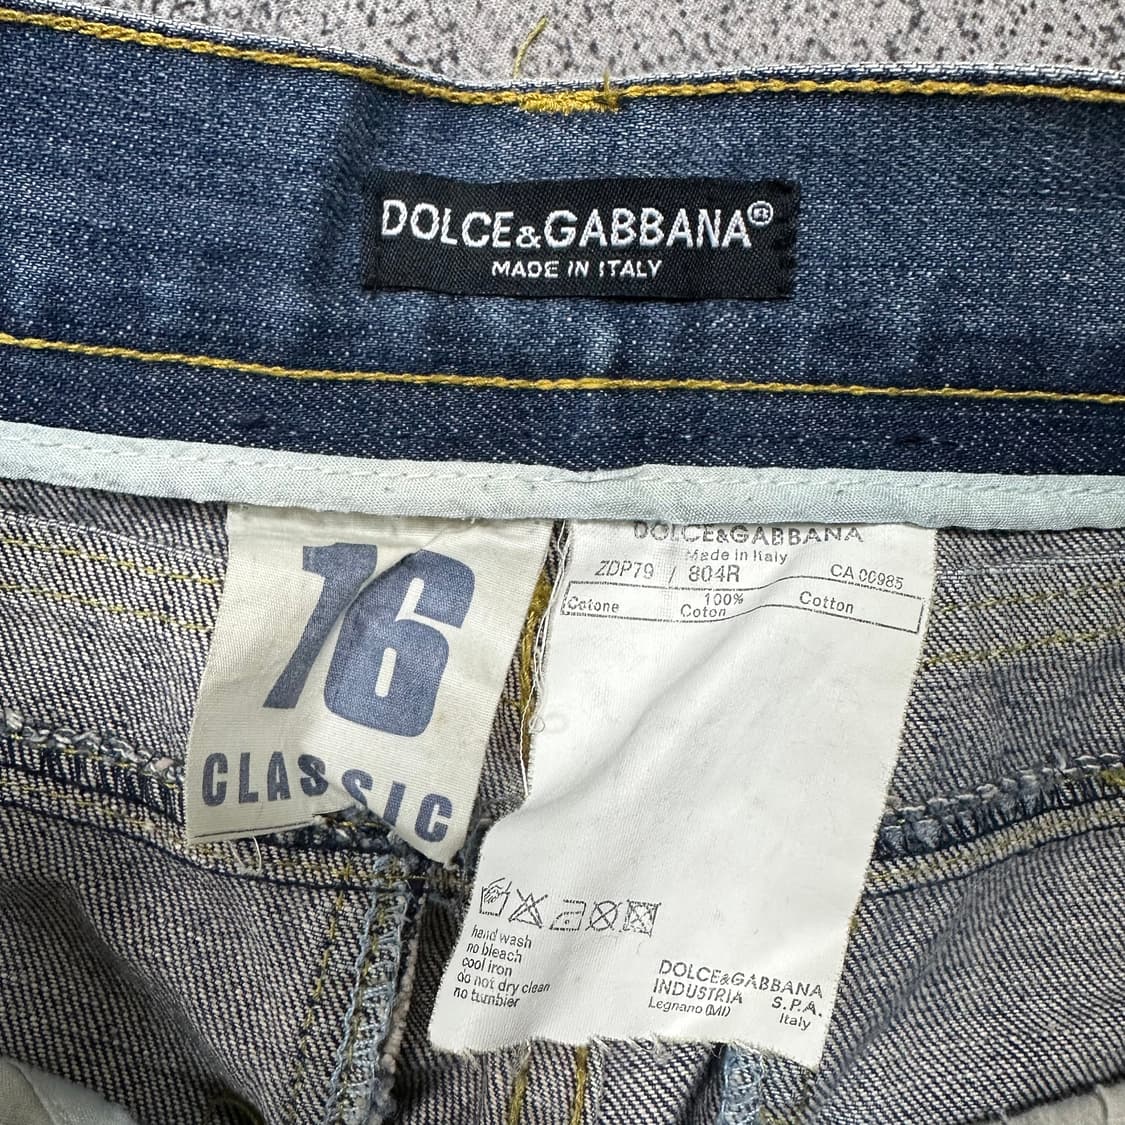 DOLCE&GABBANA®
MADE IN ITALY
16
CLASSIC
DOLCE&GABBANA
Made in Italy
ZDP79 / 804R CA 00985
100%
Cotone Coton Cotton
hand wash
no bleach
cool iron
do not dry clean
no tumbler
DOLCE&GABBANA
INDUSTRIA S.P.A.
Legnano (MI)
Italy